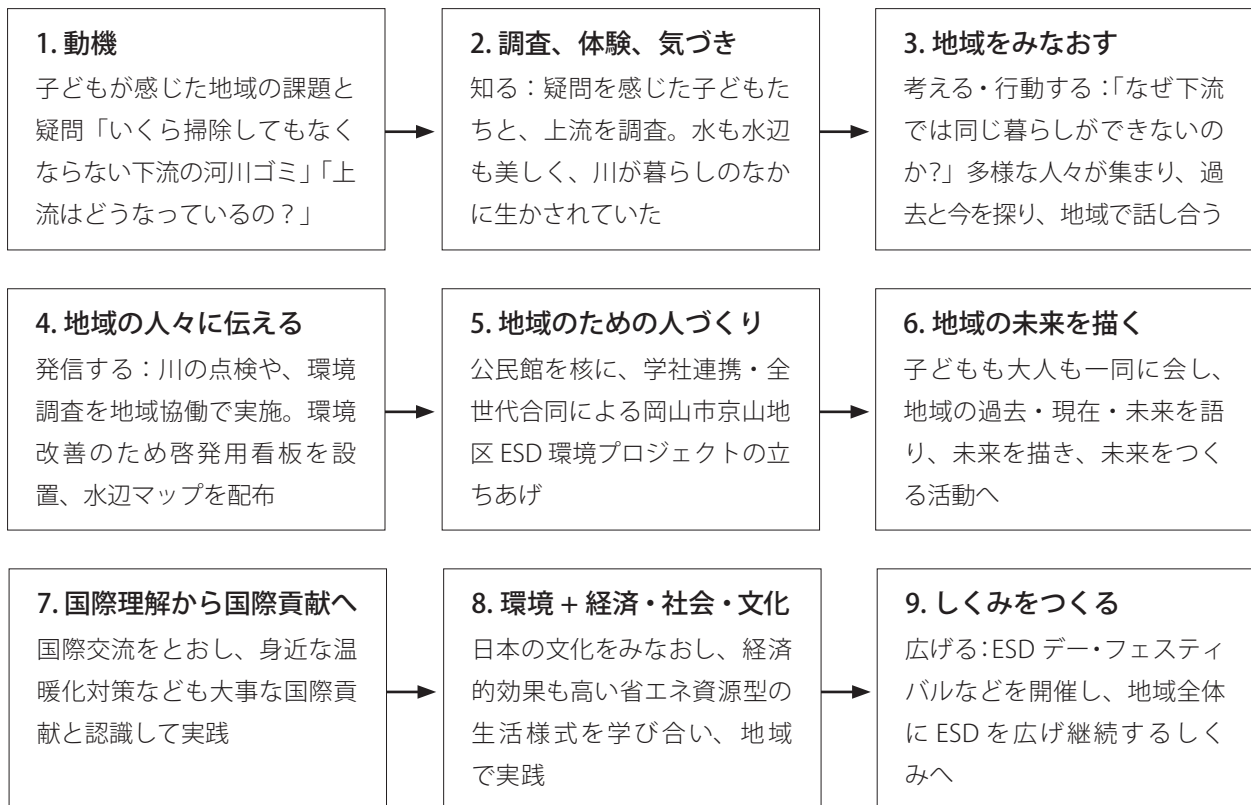 1. 動機
子どもが感じた地域の課題と
疑問「いくら掃除してもなく
ならない下流の河川ゴミ」「上
流はどうなっているの？」
2. 調査、体験、気づき
知る：疑問を感じた子どもた
ちと、上流を調査。水も水辺
も美しく、川が暮らしのなか
に生かされていた
3. 地域をみなおす
考える・行動する：「なぜ下流
では同じ暮らしができないの
か?」多様な人々が集まり、過
去と今を探り、地域で話し合う
4. 地域の人々に伝える
発信する：川の点検や、環境
調査を地域協働で実施。環境
改善のため啓発用看板を設
置、水辺マップを配布
5. 地域のための人づくり
公民館を核に、学社連携・全
世代合同による岡山市京山地
区 ESD 環境プロジェクトの立
ちあげ
6. 地域の未来を描く
子どもも大人も一同に会し、
地域の過去・現在・未来を語
り、未来を描き、未来をつく
る活動へ
7. 国際理解から国際貢献へ
国際交流をとおし、身近な温
暖化対策なども大事な国際貢
献と認識して実践
8. 環境 + 経済・社会・文化
日本の文化をみなおし、経済
的効果も高い省エネ資源型の
生活様式を学び合い、地域
で実践
9. しくみをつくる
広げる：ESD デー・フェスティ
バルなどを開催し、地域全体
に ESD を広げ継続するしく
みへ